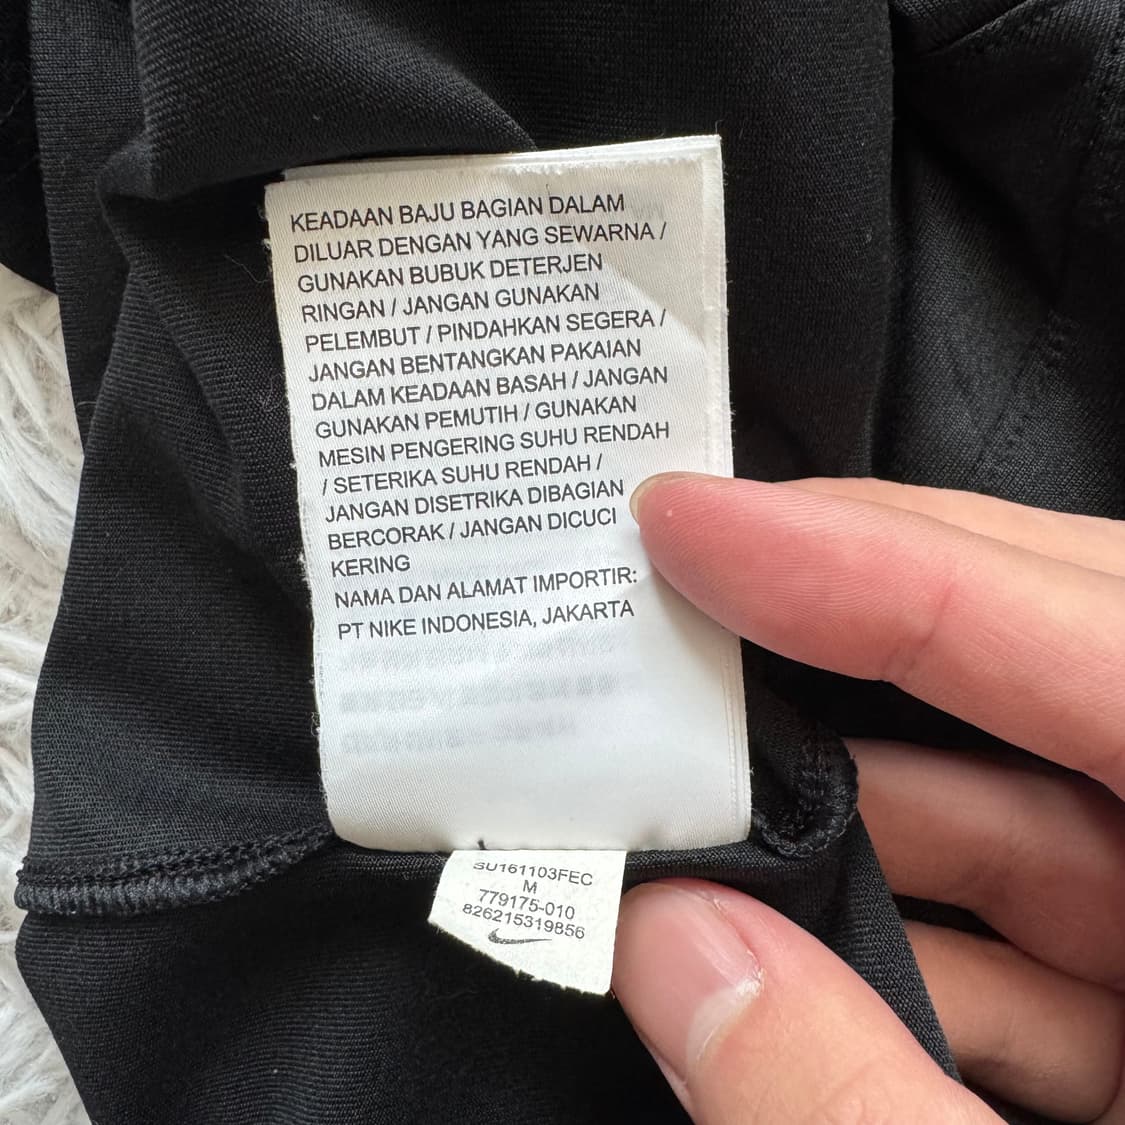 KEADAAN BAJU BAGIAN DALAM
DILUAR DENGAN YANG SEWARNA /
GUNAKAN BUBUK DETERJEN
RINGAN / JANGAN GUNAKAN
PELEMBUT / PINDAHKAN SEGERA /
JANGAN BENTANGKAN PAKAIAN
DALAM KEADAAN BASAH / JANGAN
GUNAKAN PEMUTIH / GUNAKAN
MESIN PENGERING SUHU RENDAH
/ SETERIKA SUHU RENDAH /
JANGAN DISETRIKA DIBAGIAN
BERCORAK / JANGAN DICUCI
KERING
NAMA DAN ALAMAT IMPORTIR:
PT NIKE INDONESIA, JAKARTA
SU161103FEC
M
779175-010
826215319856